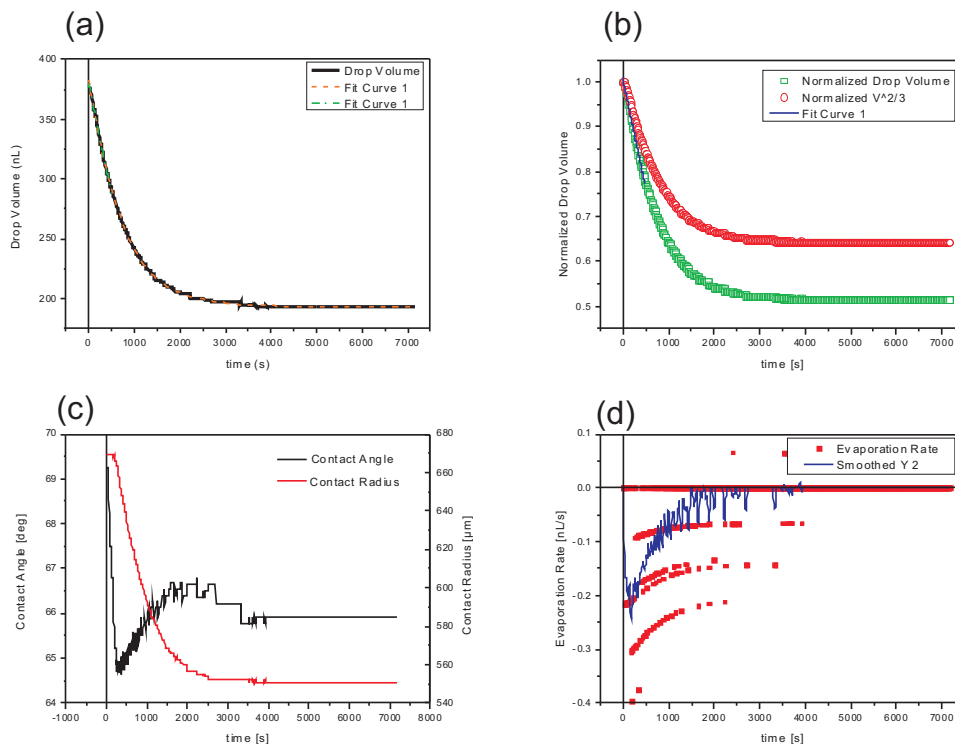 (a)
400
350
300
250
200
Drop Volume (nL)
Drop Volume
Fit Curve 1
Fit Curve 1
0 1000 2000 3000 4000 5000 6000 7000
time (s)
(b)
1.0
0.9
0.8
0.7
0.6
0.5
Normalized Drop Volume
Normalized Drop Volume
Normalized V^2/3
Fit Curve 1
0 1000 2000 3000 4000 5000 6000 7000
time [s]
(c)
70
69
68
67
66
65
64
Contact Angle [deg]
Contact Angle
Contact Radius
680
660
640
620
600
580
560
540
Contact Radius [µm]
-1000 0 1000 2000 3000 4000 5000 6000 7000 8000
time [s]
(d)
0.1
0.0
-0.1
-0.2
-0.3
-0.4
Evaporation Rate [nL/s]
Evaporation Rate
Smoothed Y 2
0 1000 2000 3000 4000 5000 6000 7000
time [s]